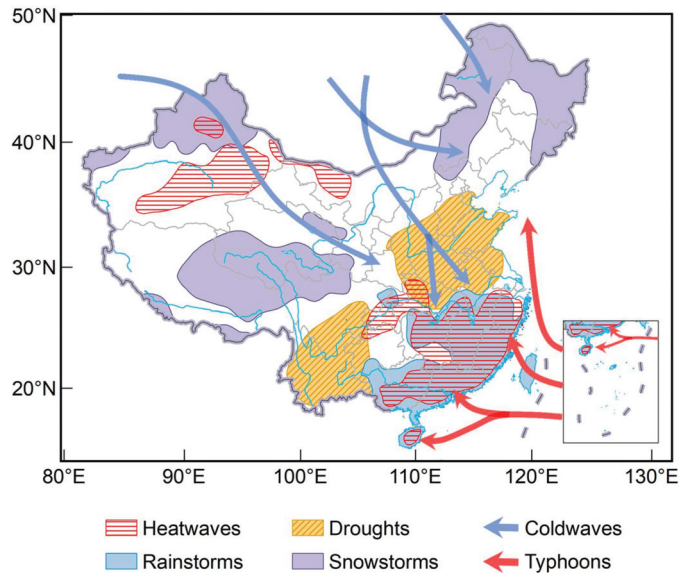 50°N
40°N
30°N
20°N
80°E 90°E 100°E 110°E 120°E 130°E
Heatwaves Droughts Coldwaves
Rainstorms Snowstorms Typhoons